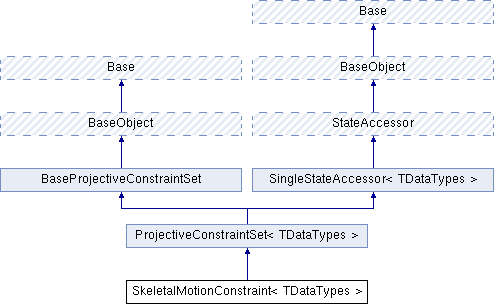 Base
Base
BaseObject
BaseObject
StateAccessor
BaseProjectiveConstraintSet
SingleStateAccessor< TDataTypes >
ProjectiveConstraintSet< TDataTypes >
SkeletalMotionConstraint< TDataTypes >